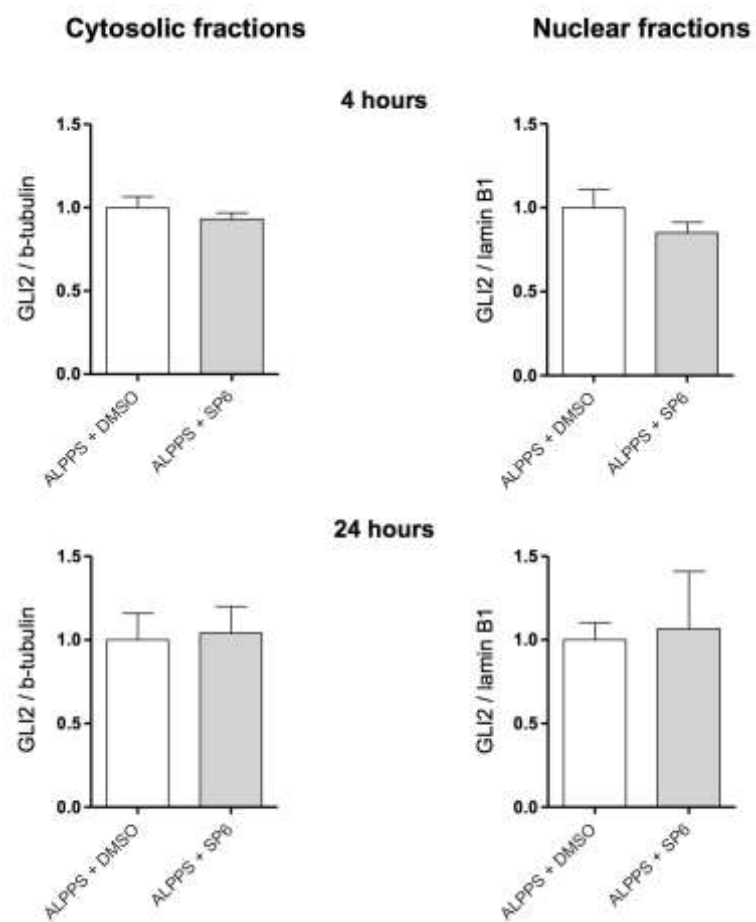 Cytosolic fractions
Nuclear fractions
4 hours
GLI2 / b-tubulin
1.5
1.0
0.5
0.0
ALPPS + DMSO
ALPPS + SP6
GLI2 / lamin B1
1.5
1.0
0.5
0.0
ALPPS + DMSO
ALPPS + SP6
24 hours
GLI2 / b-tubulin
1.5
1.0
0.5
0.0
ALPPS + DMSO
ALPPS + SP6
GLI2 / lamin B1
1.5
1.0
0.5
0.0
ALPPS + DMSO
ALPPS + SP6